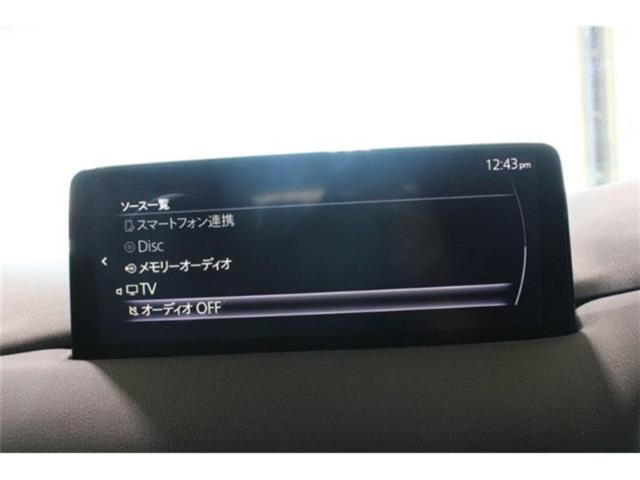 12:43pm
ソース一覧
スマートフォン連携
Disc
メモリーオーディオ
TV
オーディオ OFF